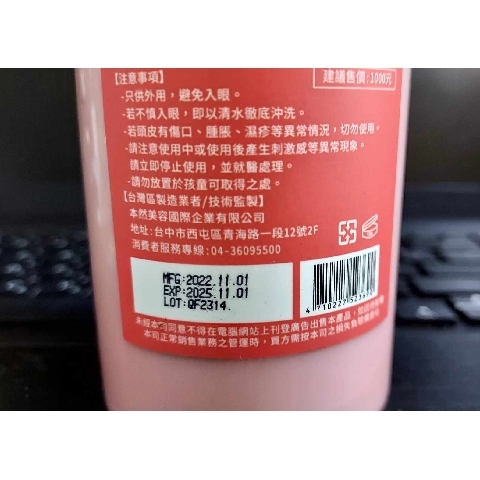 【注意事項】
建議售價:1000元
-只供外用，避免入眼。
-若不慎入眼，即以清水徹底沖洗。
-若頭皮有傷口、腫脹、濕疹等異常情況，切勿使用。
-請注意使用中或使用後產生刺激感等異常現象。
請立即停止使用，並就醫處理。
-請勿放置於孩童可取得之處。
【台灣區製造業者/技術監製】
本然美容國際企業有限公司
地址:台中市西屯區青海路一段12號2F
消費者服務專線:04-36095500
MFG:2022.11.01
EXP:2025.11.01
LOT:QF2314.
未經本司同意不得在電腦網站上刊登廣告出售本產品，
本司正常銷售業務之管運時，買方需按本司之損失負賠償責任